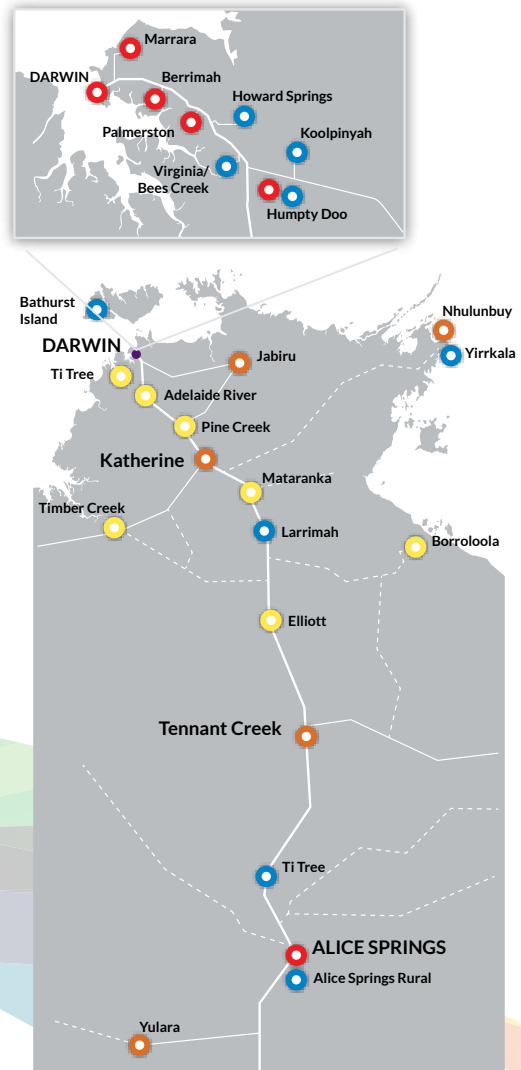 Marrara
DARWIN
Berrimah
Howard Springs
Palmerston
Koolpinyah
Virginia/
Bees Creek
Humpty Doo
Bathurst
Island
Nhulunbuy
DARWIN
Yirrkala
Jabiru
Ti Tree
Adelaide River
Pine Creek
Katherine
Mataranka
Timber Creek
Larrimah
Borroloola
Elliott
Tennant Creek
Ti Tree
ALICE SPRINGS
Alice Springs Rural
Yulara